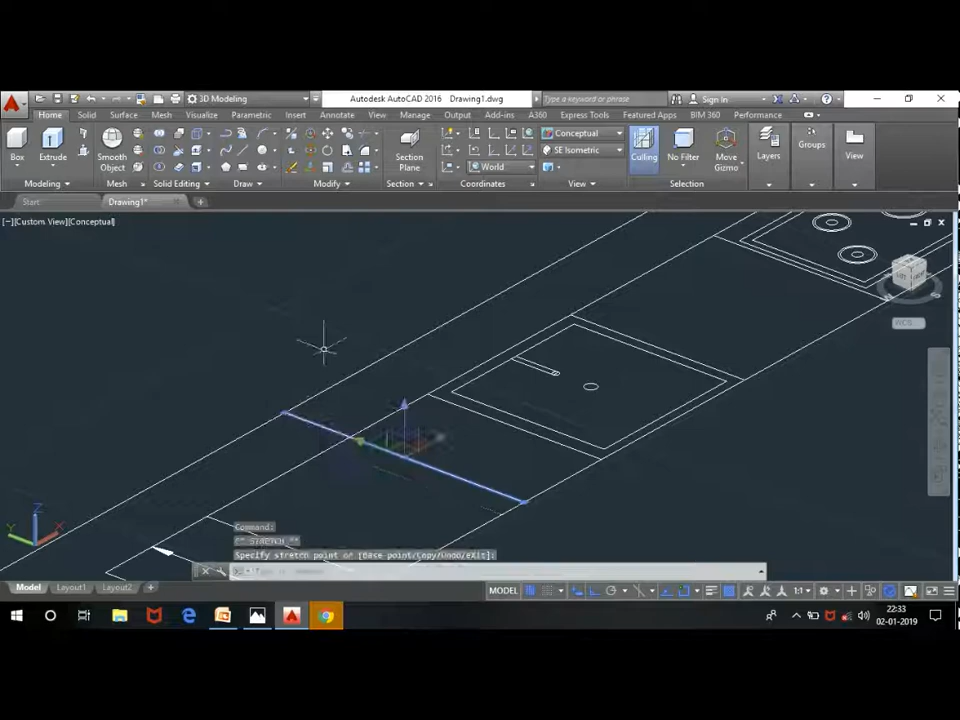 3D Modeling
Autodesk AutoCAD 2016 Drawing1.dwg
Type a keyword or phrase
Sign In
Home Solid Surface Mesh Visualize Parametric Insert Annotate View Manage Output Add-ins A360 Express Tools Featured Apps BIM 360 Performance
Box
Extrude
Smooth
Object
Section
Plane
Conceptual
SE Isometric
World
Culling
No Filter
Move
Gizmo
Layers
Groups
View
Modeling Mesh Solid Editing Draw Modify Section Coordinates View Selection
Start Drawing1*
[−][Custom View][Conceptual]
WCS
Z
Y
X
Command:
** STRETCH **
Specify stretch point or [Base point/Copy/Undo/eXit]:
Model Layout1 Layout2
MODEL
1:1
22:33
02-01-2019